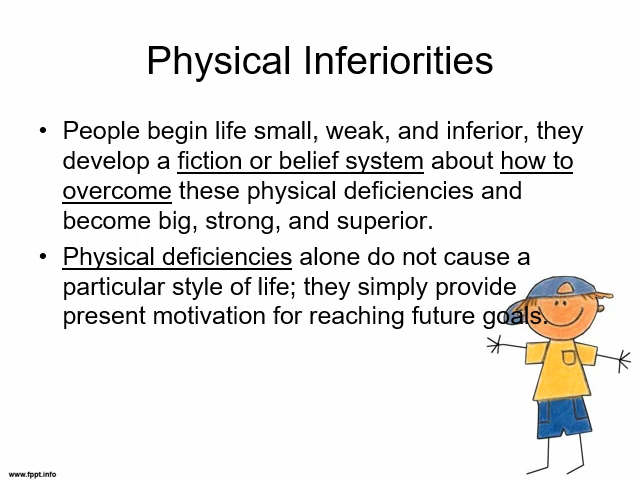 Physical Inferiorities
• People begin life small, weak, and inferior, they
develop a fiction or belief system about how to
overcome these physical deficiencies and
become big, strong, and superior.
• Physical deficiencies alone do not cause a
particular style of life; they simply provide
present motivation for reaching future goals.
www.fppt.info